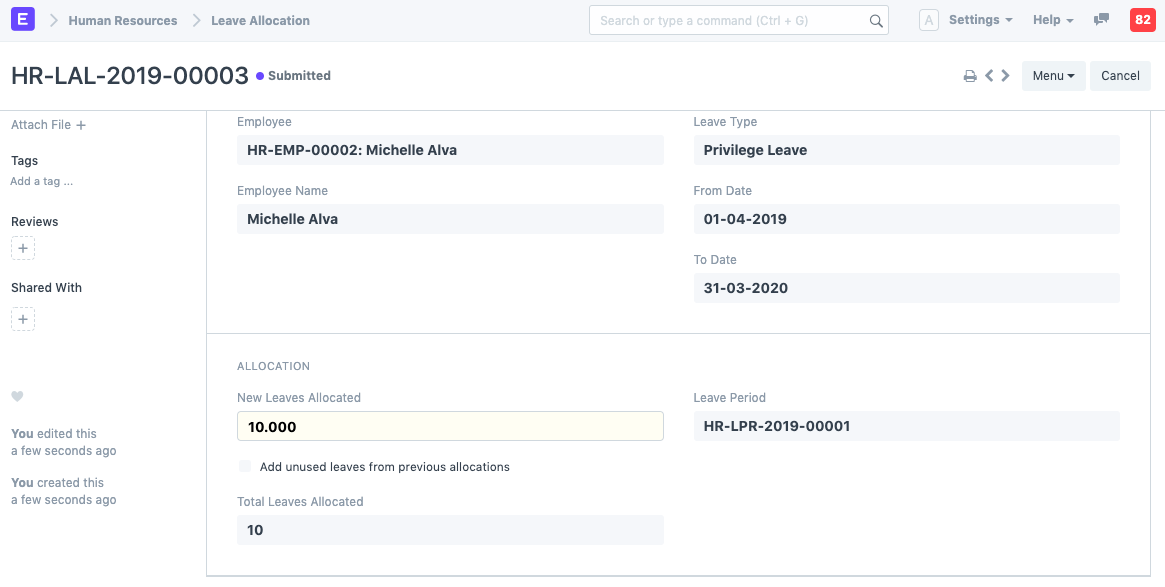 E Human Resources Leave Allocation Search or type a command (Ctrl + G) A Settings Help 82
HR-LAL-2019-00003 Submitted Menu Cancel
Attach File +
Tags
Add a tag ...
Reviews
+
Shared With
+
You edited this
a few seconds ago
You created this
a few seconds ago
Employee Leave Type
HR-EMP-00002: Michelle Alva Privilege Leave
Employee Name From Date
Michelle Alva 01-04-2019
To Date
31-03-2020
ALLOCATION
New Leaves Allocated Leave Period
10.000 HR-LPR-2019-00001
Add unused leaves from previous allocations
Total Leaves Allocated
10